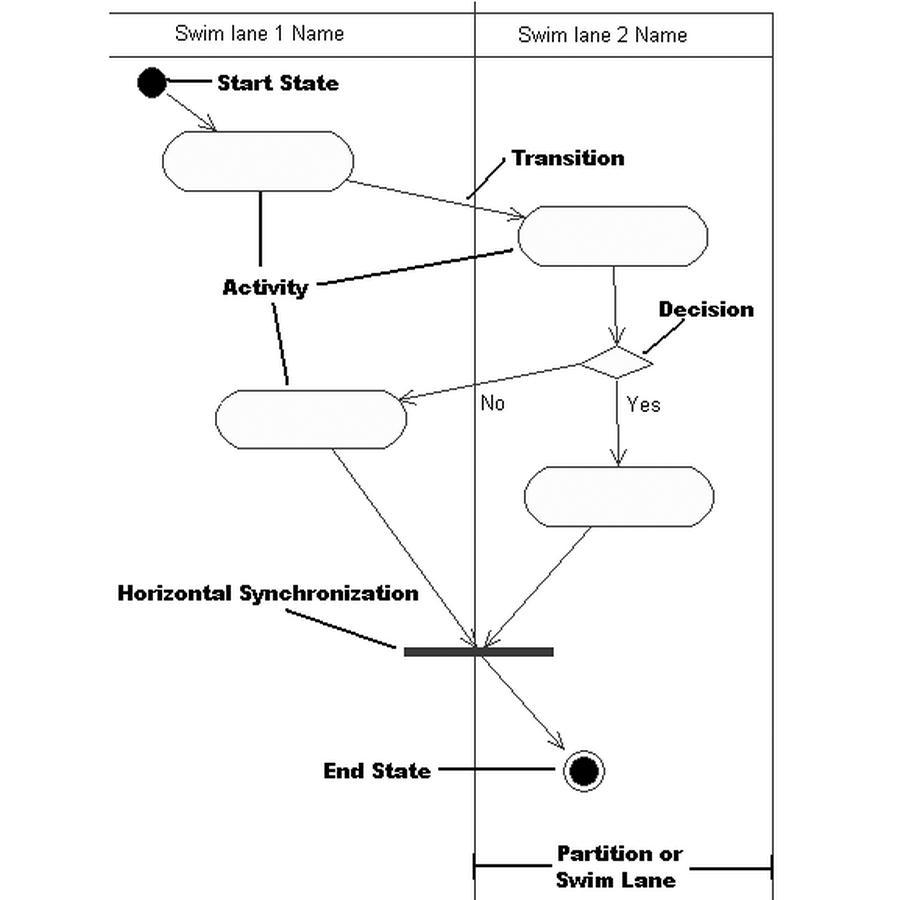 Swim lane 1 Name
Swim lane 2 Name
Start State
Transition
Activity
Decision
No
Yes
Horizontal Synchronization
End State
Partition or
Swim Lane